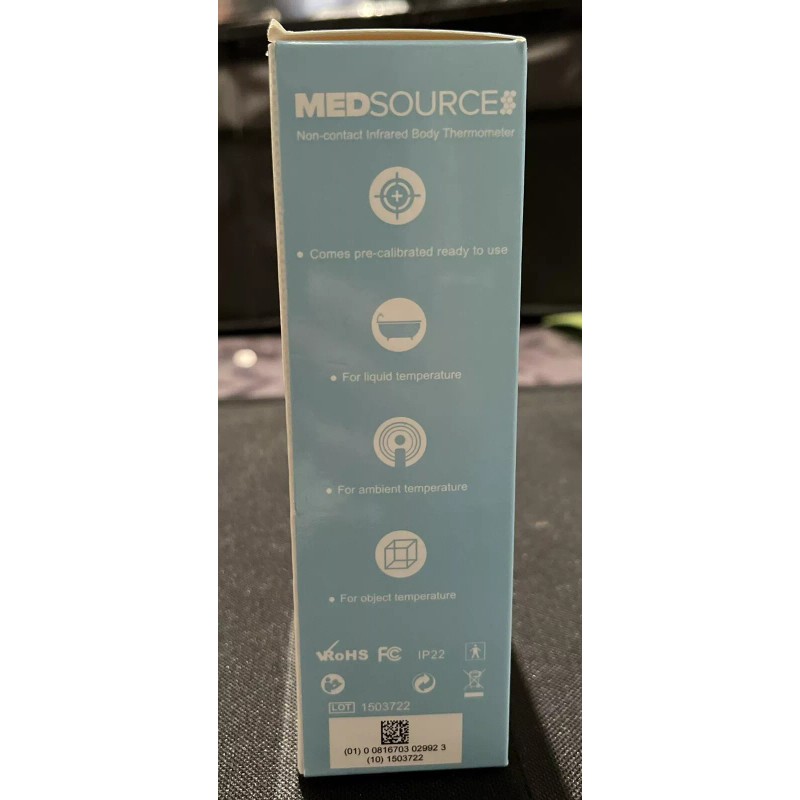 MEDSOURCE
Non-contact Infrared Body Thermometer
• Comes pre-calibrated ready to use
• For liquid temperature
• For ambient temperature
• For object temperature
RoHS FC IP22
LOT 1503722
(01) 0 0816703 02992 3
(10) 1503722